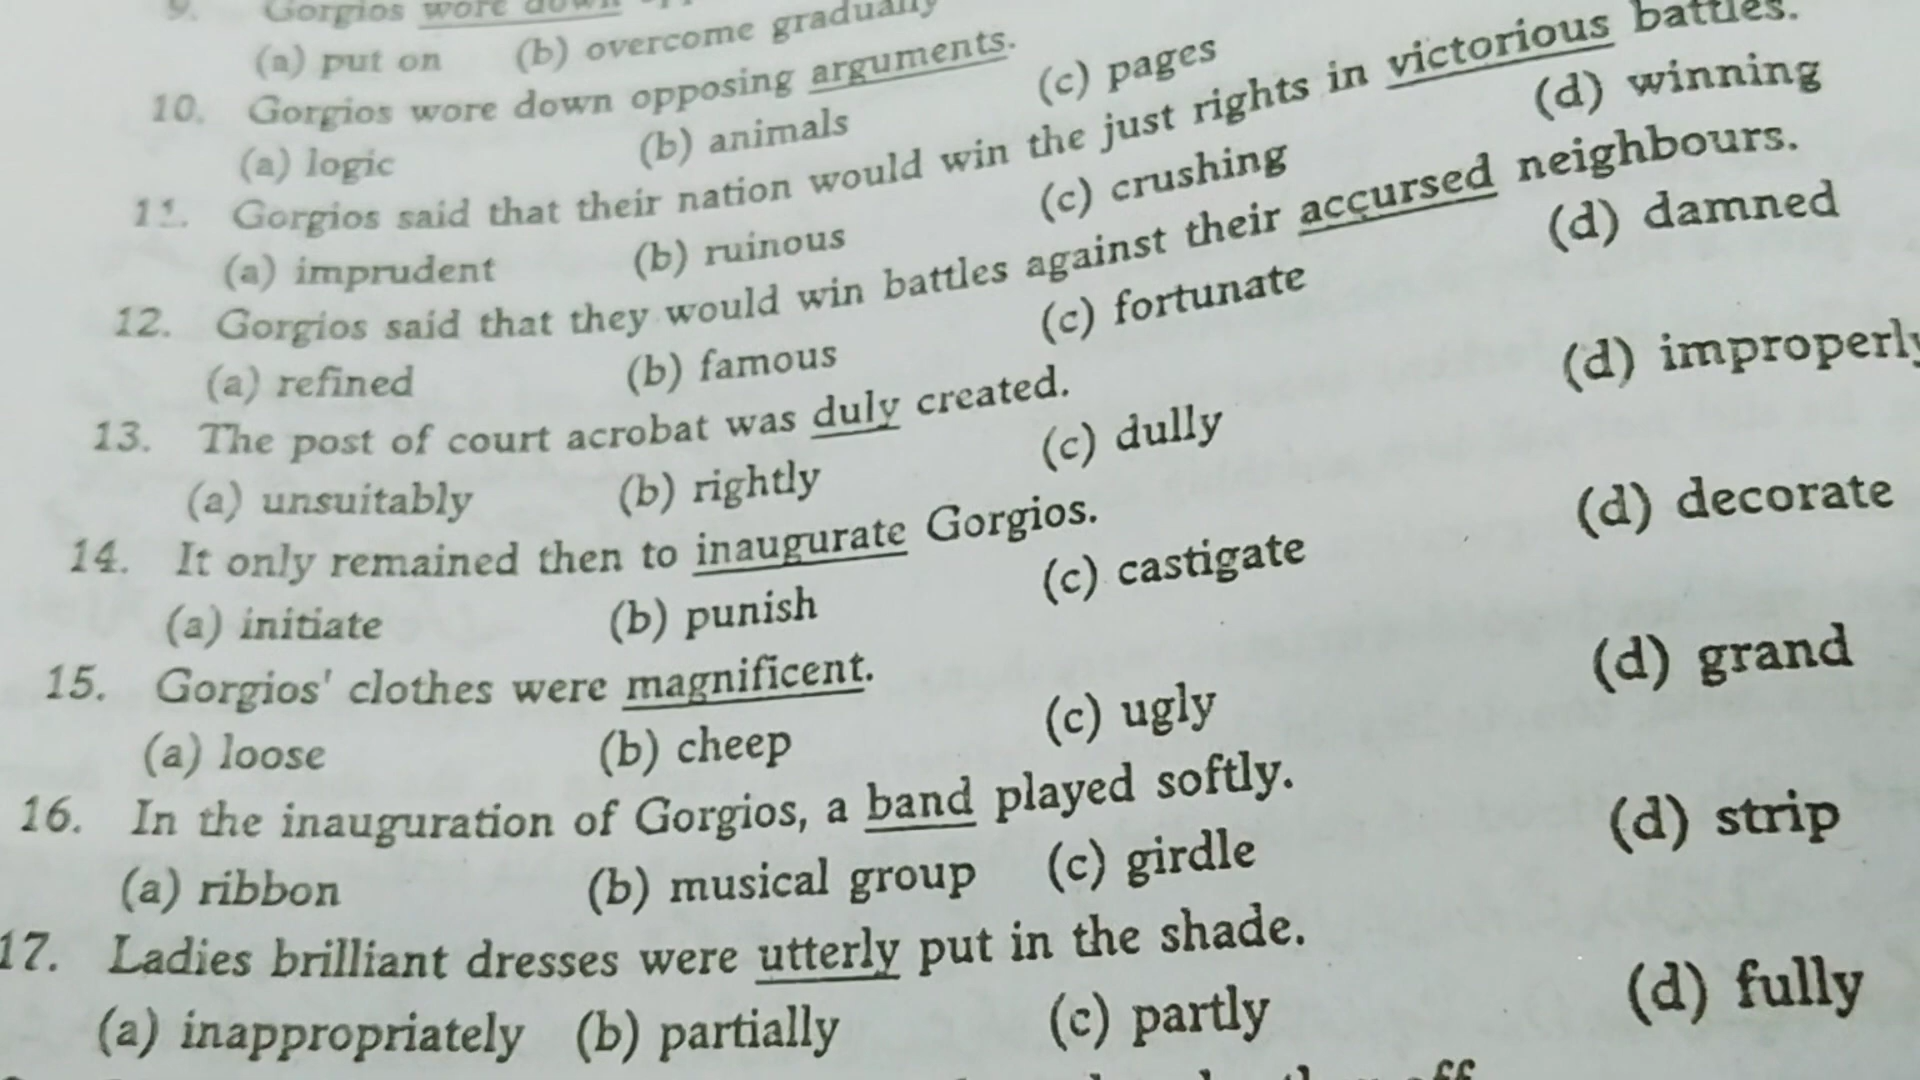 9. Gorgios wore down
(a) put on (b) overcome gradually
10. Gorgios wore down opposing arguments.
(a) logic (b) animals (c) pages
11. Gorgios said that their nation would win the just rights in victorious battles.
(a) imprudent (b) ruinous (c) crushing (d) winning
12. Gorgios said that they would win battles against their accursed neighbours.
(a) refined (b) famous (c) fortunate (d) damned
13. The post of court acrobat was duly created.
(a) unsuitably (b) rightly (c) dully (d) improperly
14. It only remained then to inaugurate Gorgios.
(a) initiate (b) punish (c) castigate (d) decorate
15. Gorgios' clothes were magnificent.
(a) loose (b) cheep (c) ugly (d) grand
16. In the inauguration of Gorgios, a band played softly.
(a) ribbon (b) musical group (c) girdle (d) strip
17. Ladies brilliant dresses were utterly put in the shade.
(a) inappropriately (b) partially (c) partly (d) fully